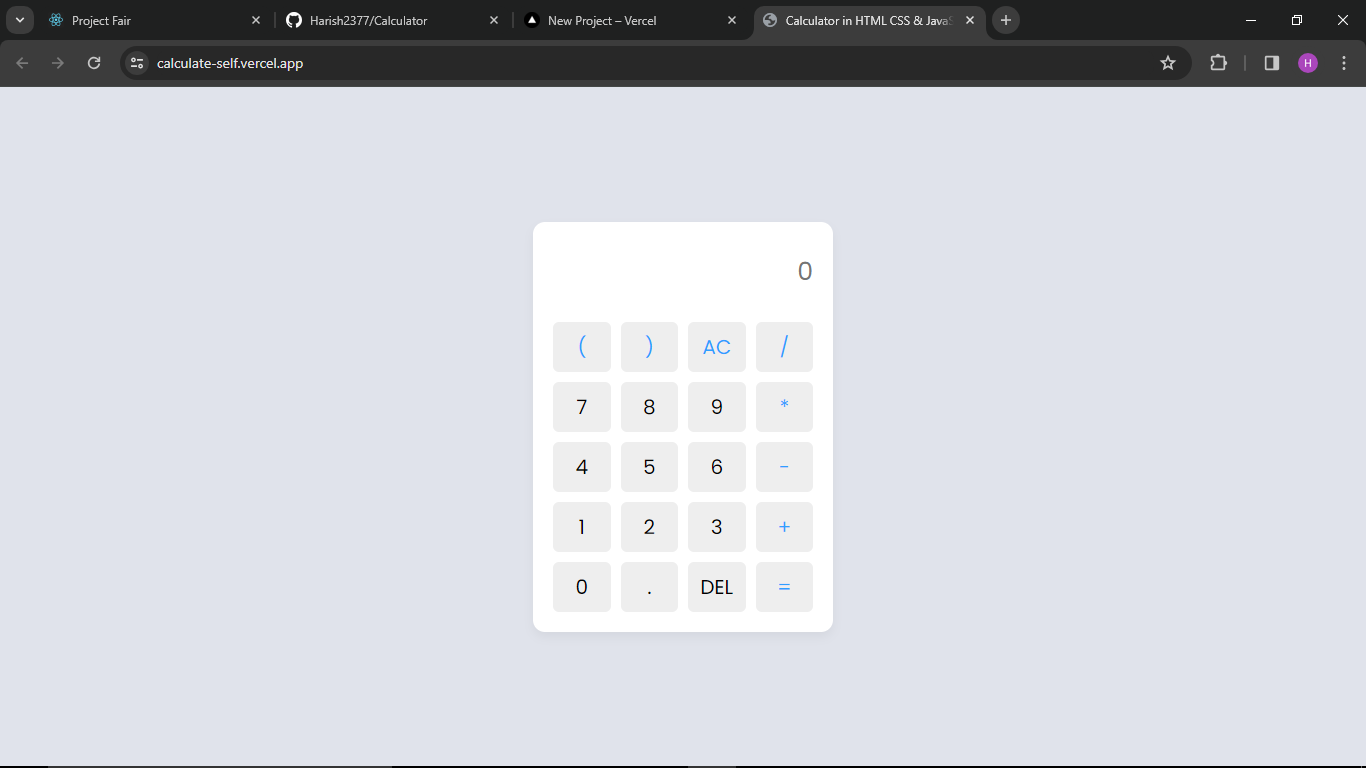 Project Fair
Harish2377/Calculator
New Project – Vercel
Calculator in HTML CSS & Javas
calculate-self.vercel.app
H
0
( ) AC /
7 8 9 *
4 5 6 -
1 2 3 +
0 . DEL =